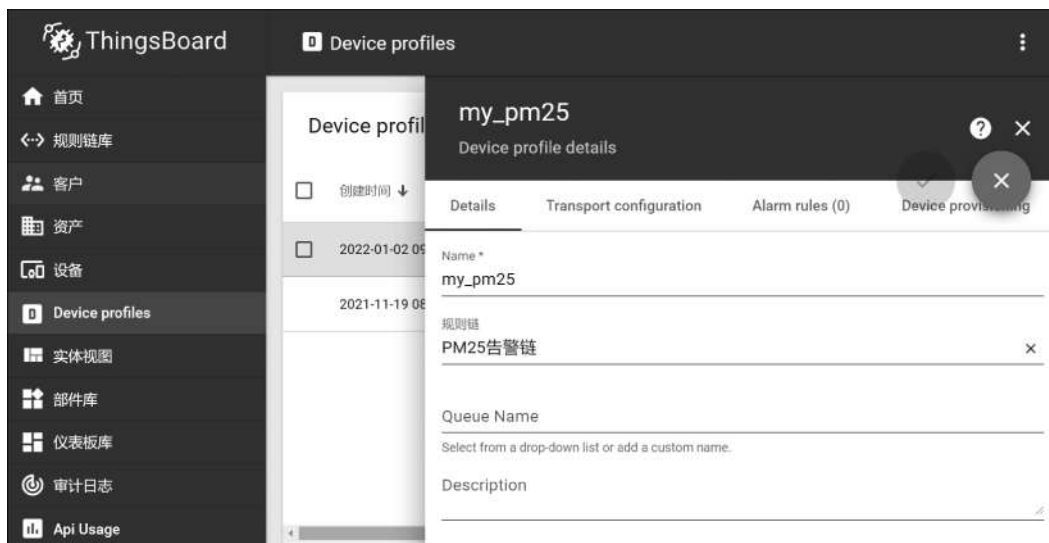 ThingsBoard
Device profiles
首页
规则链库
客户
资产
设备
Device profiles
实体视图
部件库
仪表板库
审计日志
Api Usage
Device profil
创建时间
2022-01-02 09
2021-11-19 08
my_pm25
Device profile details
Details Transport configuration Alarm rules (0) Device provisioning
Name *
my_pm25
规则链
PM25告警链
Queue Name
Select from a drop-down list or add a custom name.
Description